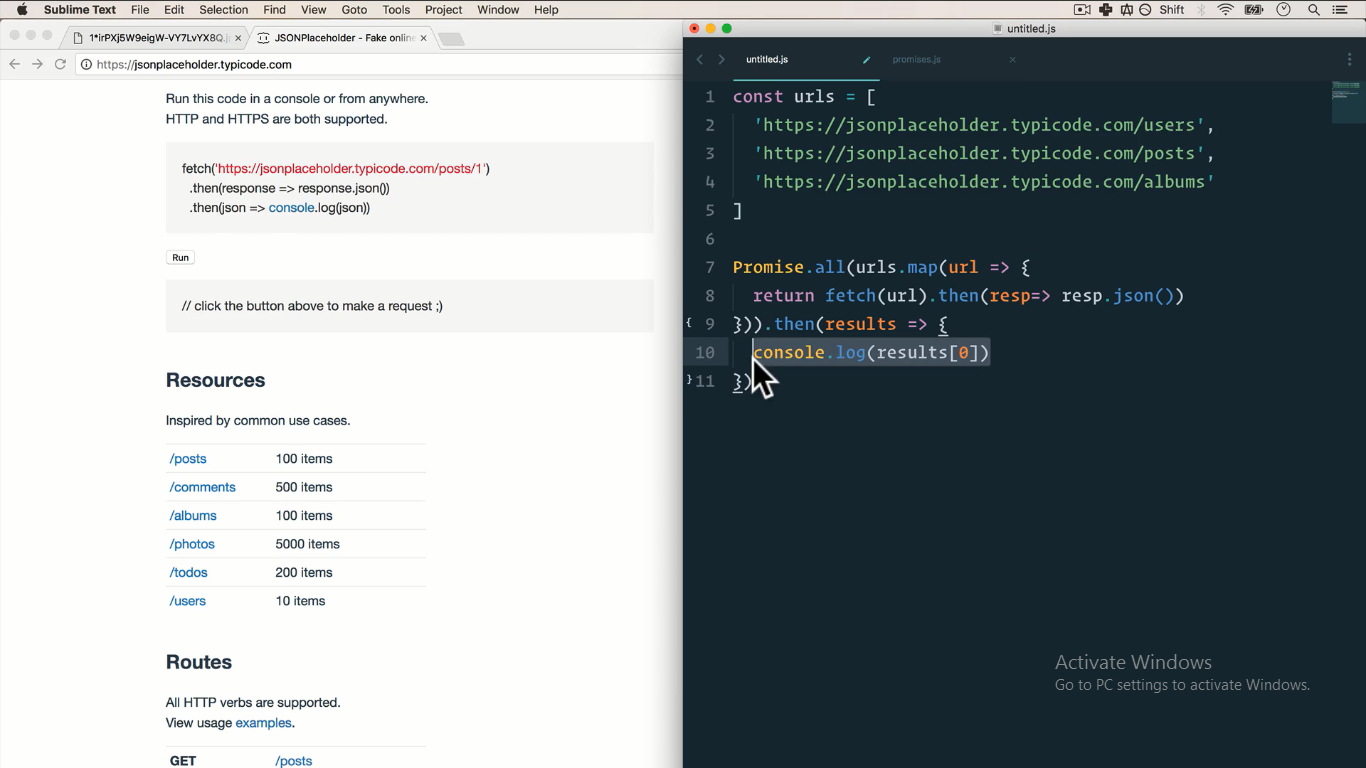 Sublime Text File Edit Selection Find View Goto Tools Project Window Help Shift
1*irPXj5W9eigW-VY7LvYX8Q.j × JSONPlaceholder - Fake online ×
https://jsonplaceholder.typicode.com
Run this code in a console or from anywhere.
HTTP and HTTPS are both supported.
fetch('https://jsonplaceholder.typicode.com/posts/1')
.then(response => response.json())
.then(json => console.log(json))
Run
// click the button above to make a request ;)
Resources
Inspired by common use cases.
/posts 100 items
/comments 500 items
/albums 100 items
/photos 5000 items
/todos 200 items
/users 10 items
Routes
All HTTP verbs are supported.
View usage examples.
GET /posts
untitled.js
untitled.js promises.js ×
1 const urls = [
2 'https://jsonplaceholder.typicode.com/users',
3 'https://jsonplaceholder.typicode.com/posts',
4 'https://jsonplaceholder.typicode.com/albums'
5 ]
6
7 Promise.all(urls.map(url => {
8 return fetch(url).then(resp=> resp.json())
{ 9 })).then(results => {
10 console.log(results[0])
} 11 })
Activate Windows
Go to PC settings to activate Windows.